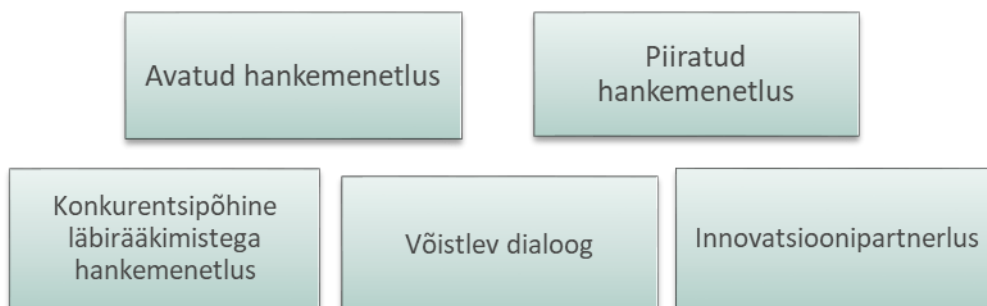 Avatud hankemenetlus
Piiratud
hankemenetlus
Konkurentsipõhine
läbirääkimistega
hankemenetlus
Võistlev dialoog
Innovatsioonipartnerlus